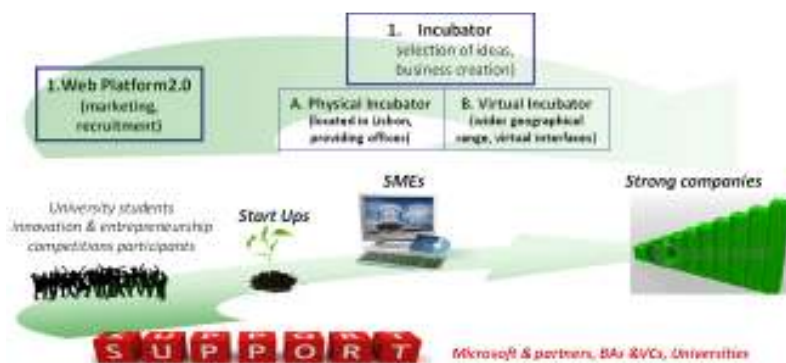 1. Incubator
selection of ideas,
business creation)
1.Web Platform2.0
(marketing,
recruitment)
A. Physical Incubator
(located in Lisbon,
providing offices)
B. Virtual Incubator
(wider geographical
range, virtual interfaces)
University students
Innovation & entrepreneurship
competitions participants
Start Ups
SMEs
Strong companies
SUPPORT
Microsoft & partners, BAs &VCs, Universities